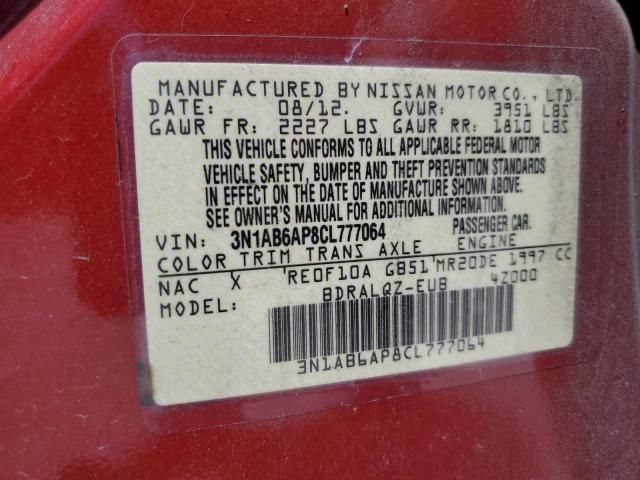 MANUFACTURED BY NISSAN MOTOR CO., LTD.
DATE: 08/12. GVWR: 3951 LBS
GAWR FR: 2227 LBS GAWR RR: 1810 LBS
THIS VEHICLE CONFORMS TO ALL APPLICABLE FEDERAL MOTOR
VEHICLE SAFETY, BUMPER AND THEFT PREVENTION STANDARDS
IN EFFECT ON THE DATE OF MANUFACTURE SHOWN ABOVE.
SEE OWNER'S MANUAL FOR ADDITIONAL INFORMATION.
VIN: 3N1AB6AP8CL777064 PASSENGER CAR.
COLOR TRIM TRANS AXLE ENGINE
NAC X RE0F10A GB51 MR20DE 1997 CC
MODEL: BDRALQZ-EUB 4Z000
3N1AB6AP8CL777064